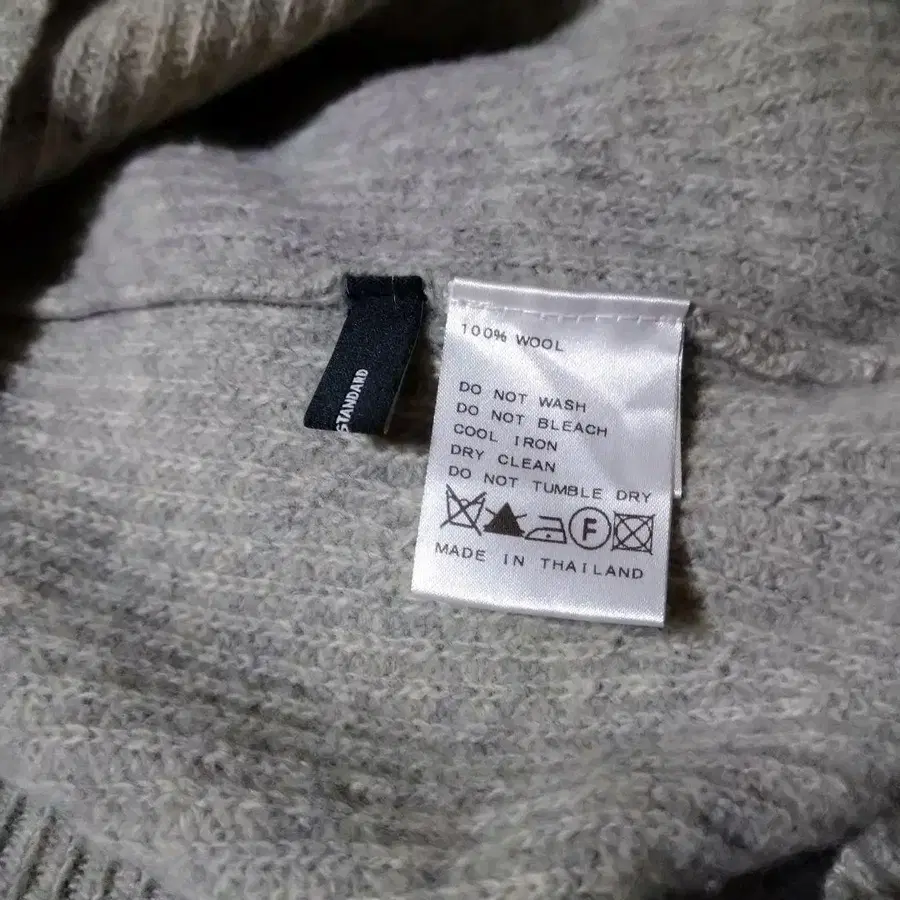 STANDARD
100% WOOL
DO NOT WASH
DO NOT BLEACH
COOL IRON
DRY CLEAN
DO NOT TUMBLE DRY
F
MADE IN THAILAND